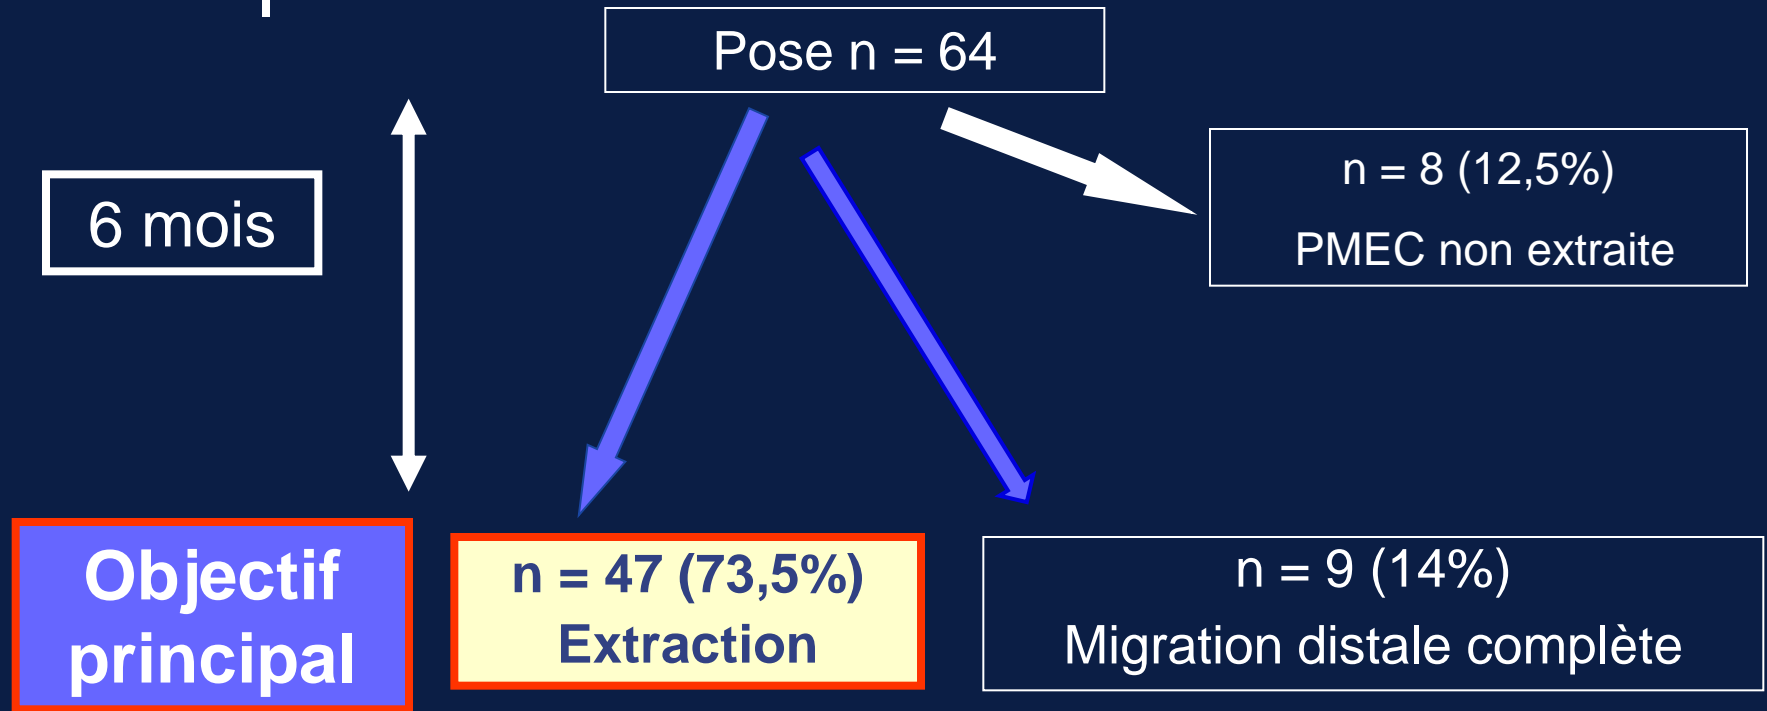 Pose n = 64
n = 8 (12,5%)
PMEC non extraite
6 mois
Objectif
principal
n = 47 (73,5%)
Extraction
n = 9 (14%)
Migration distale complète